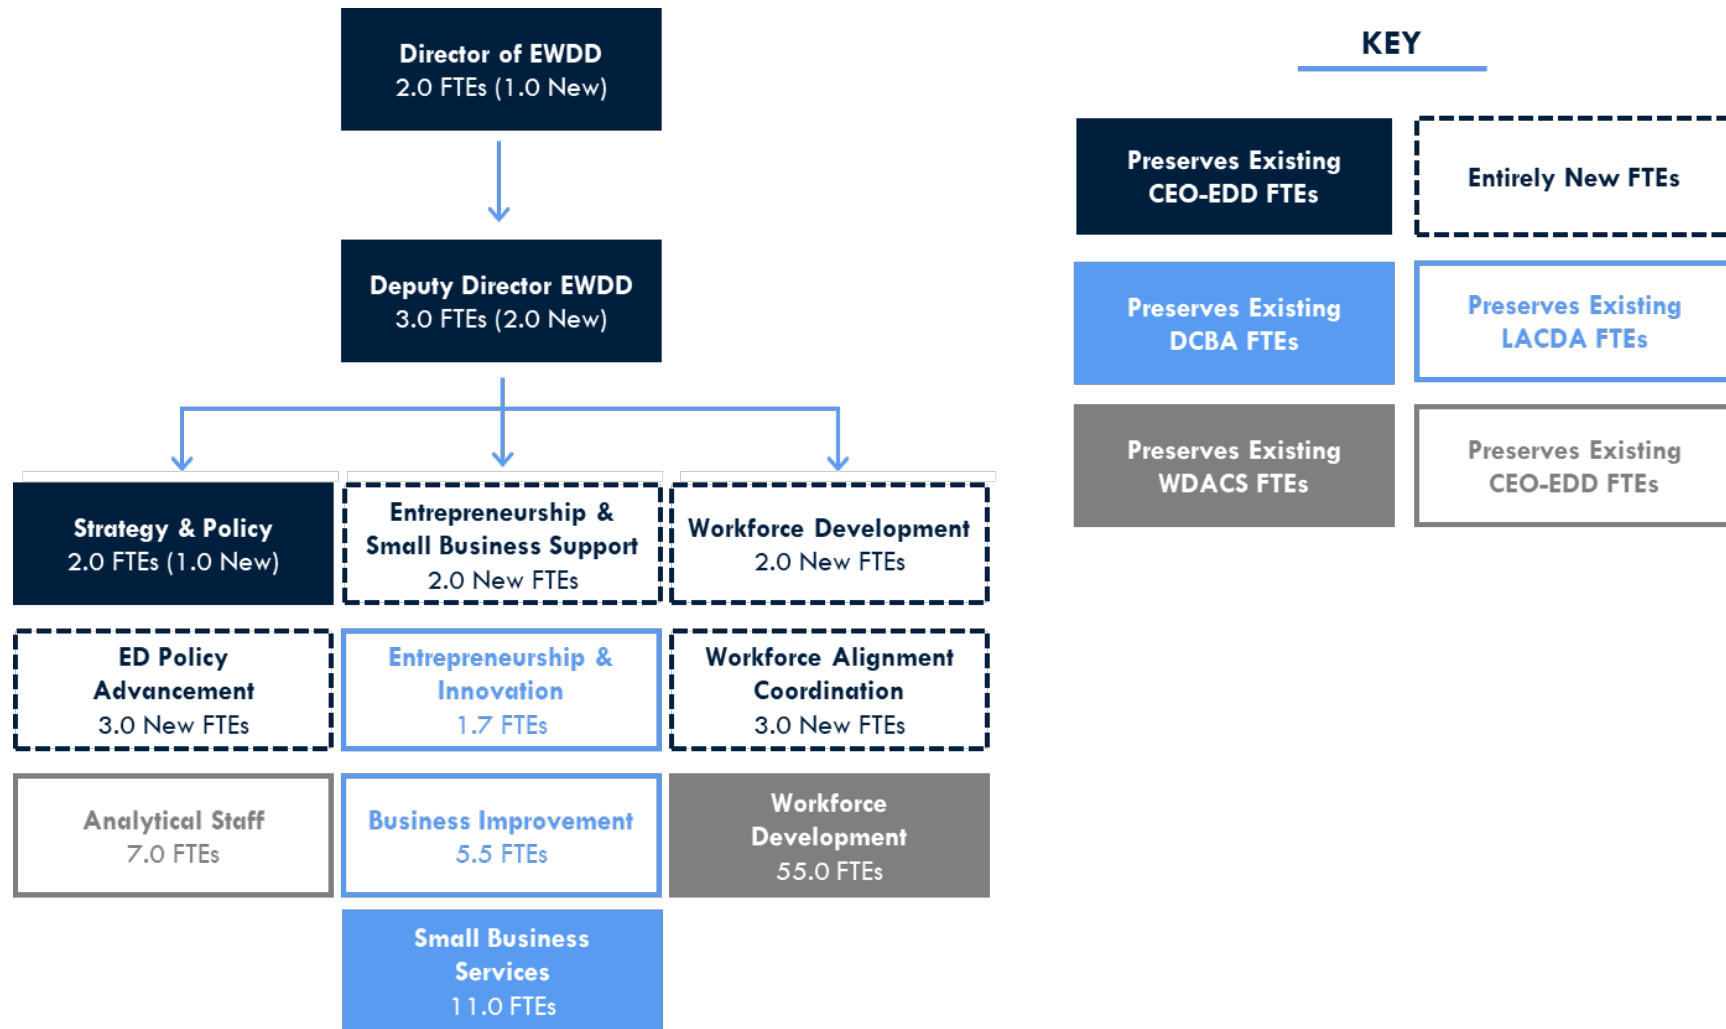 Director of EWDD
2.0 FTEs (1.0 New)
Deputy Director EWDD
3.0 FTEs (2.0 New)
Strategy & Policy
2.0 FTEs (1.0 New)
ED Policy
Advancement
3.0 New FTEs
Analytical Staff
7.0 FTEs
Entrepreneurship &
Small Business Support
2.0 New FTEs
Entrepreneurship &
Innovation
1.7 FTEs
Business Improvement
5.5 FTEs
Small Business
Services
11.0 FTEs
Workforce Development
2.0 New FTEs
Workforce Alignment
Coordination
3.0 New FTEs
Workforce
Development
55.0 FTEs
KEY
Preserves Existing
CEO-EDD FTEs
Entirely New FTEs
Preserves Existing
DCBA FTEs
Preserves Existing
LACDA FTEs
Preserves Existing
WDACS FTEs
Preserves Existing
CEO-EDD FTEs